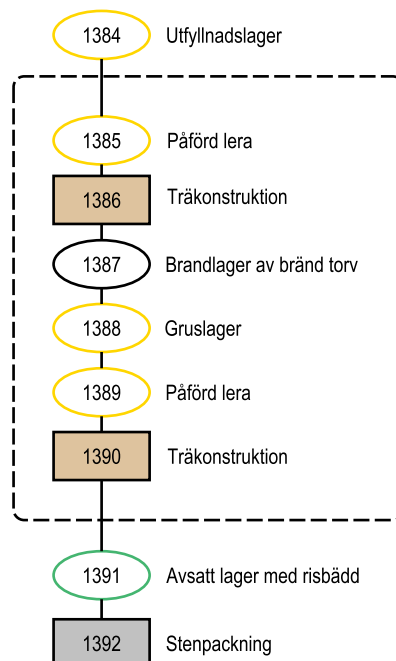 1384 Utfyllnadslager
1385 Påförd lera
1386 Träkonstruktion
1387 Brandlager av bränd torv
1388 Gruslager
1389 Påförd lera
1390 Träkonstruktion
1391 Avsatt lager med risbädd
1392 Stenpackning